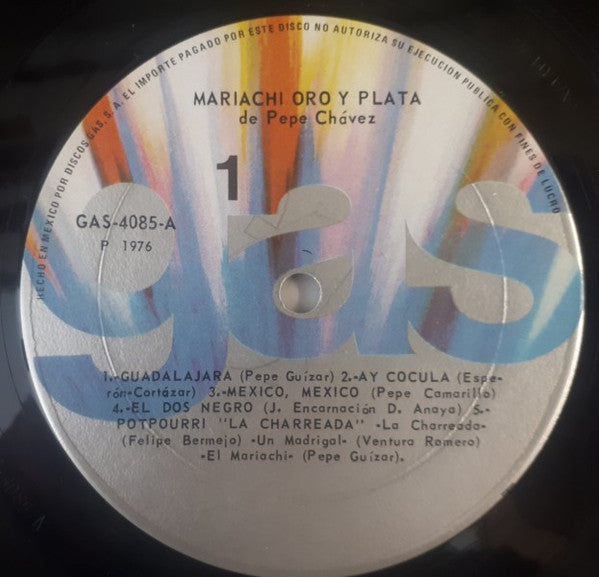 HECHO EN MEXICO POR DISCOS GAS, S. A. EL IMPORTE PAGADO POR ESTE DISCO NO AUTORIZA SU EJECUCION PUBLICA CON FINES DE LUCRO
MARIACHI ORO Y PLATA
de Pepe Chávez
1
GAS-4085-A
P 1976
gas
1.-GUADALAJARA (Pepe Guízar) 2.-AY COCULA (Espe-
rón-Cortázar) 3.-MEXICO, MEXICO (Pepe Camarillo)
4.-EL DOS NEGRO (J. Encarnación D. Anaya) 5.-
POTPOURRI "LA CHARREADA" -La Charreada-
(Felipe Bermejo) -Un Madrigal- (Ventura Romero)
-El Mariachi- (Pepe Guízar).